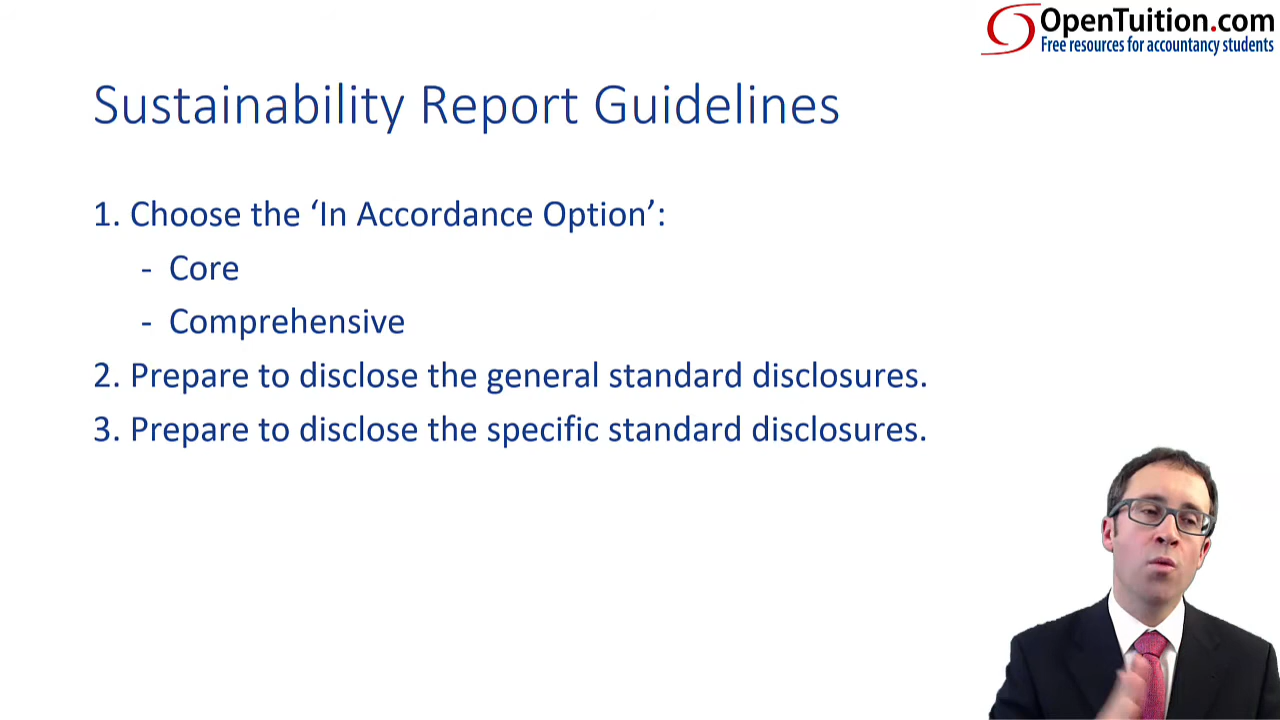 OpenTuition.com
Free resources for accountancy students
Sustainability Report Guidelines
1. Choose the ‘In Accordance Option’:
- Core
- Comprehensive
2. Prepare to disclose the general standard disclosures.
3. Prepare to disclose the specific standard disclosures.